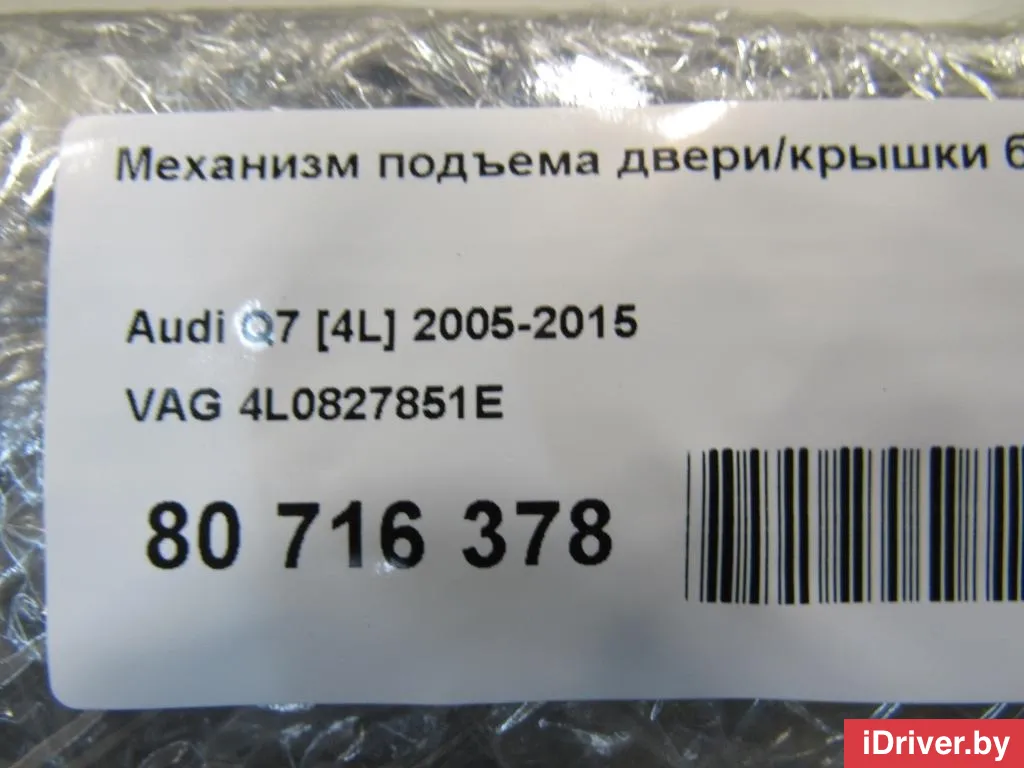 Механизм подъема двери/крышки
Audi Q7 [4L] 2005-2015
VAG 4L0827851E
80 716 378
iDriver.by